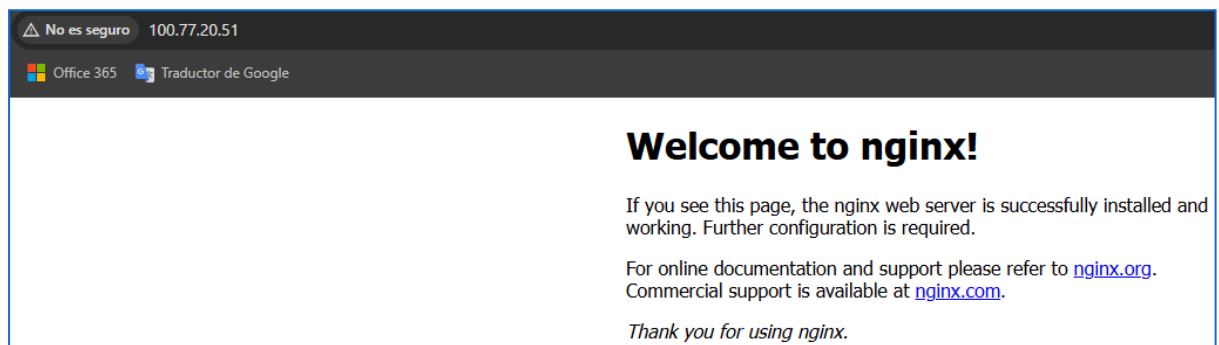 No es seguro 100.77.20.51
Office 365 Traductor de Google
Welcome to nginx!
If you see this page, the nginx web server is successfully installed and
working. Further configuration is required.
For online documentation and support please refer to nginx.org.
Commercial support is available at nginx.com.
Thank you for using nginx.